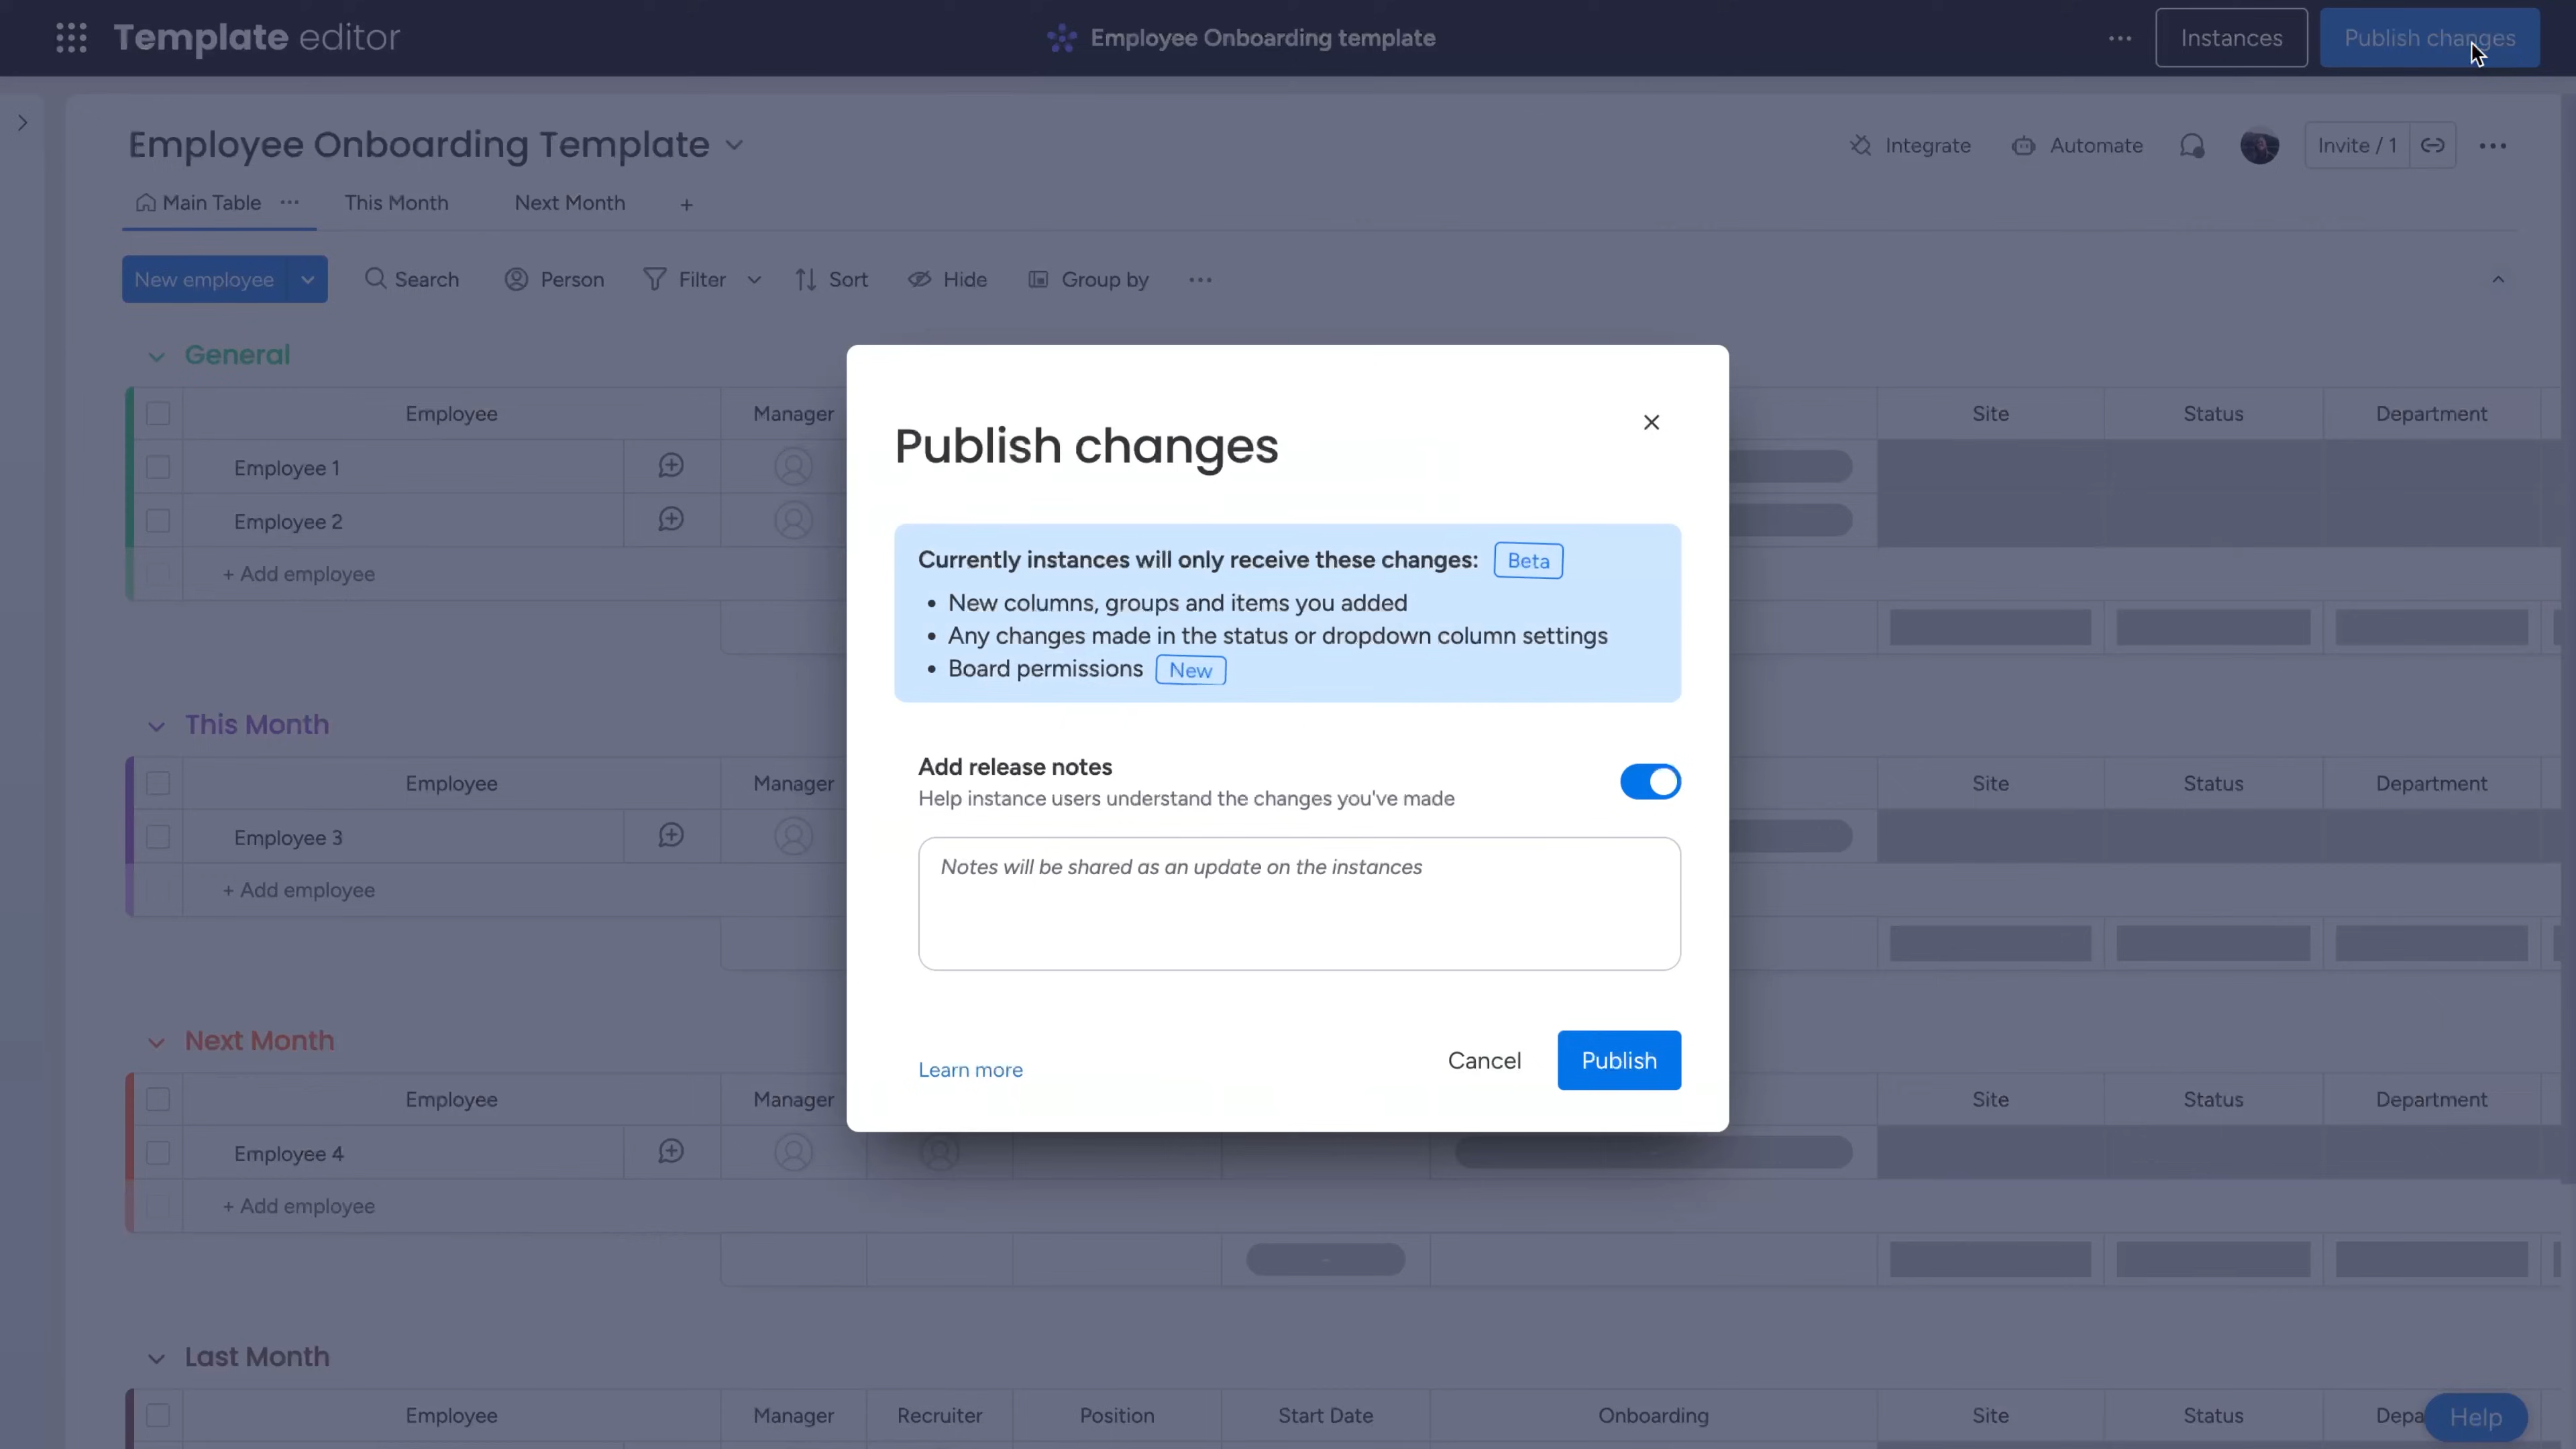 Template editor
Employee Onboarding template
Instances
Publish changes
Employee Onboarding Template
Integrate
Automate
Invite / 1
Main Table
This Month
Next Month
+
New employee
Search
Person
Filter
Sort
Hide
Group by
General
Employee Manager Site Status Department
Employee 1
Employee 2
+ Add employee
This Month
Employee Manager Site Status Department
Employee 3
+ Add employee
Next Month
Employee Manager Site Status Department
Employee 4
+ Add employee
Last Month
Employee Manager Recruiter Position Start Date Onboarding Site Status Depa
Help
Publish changes
Currently instances will only receive these changes: Beta
• New columns, groups and items you added
• Any changes made in the status or dropdown column settings
• Board permissions New
Add release notes
Help instance users understand the changes you've made
Notes will be shared as an update on the instances
Learn more
Cancel
Publish